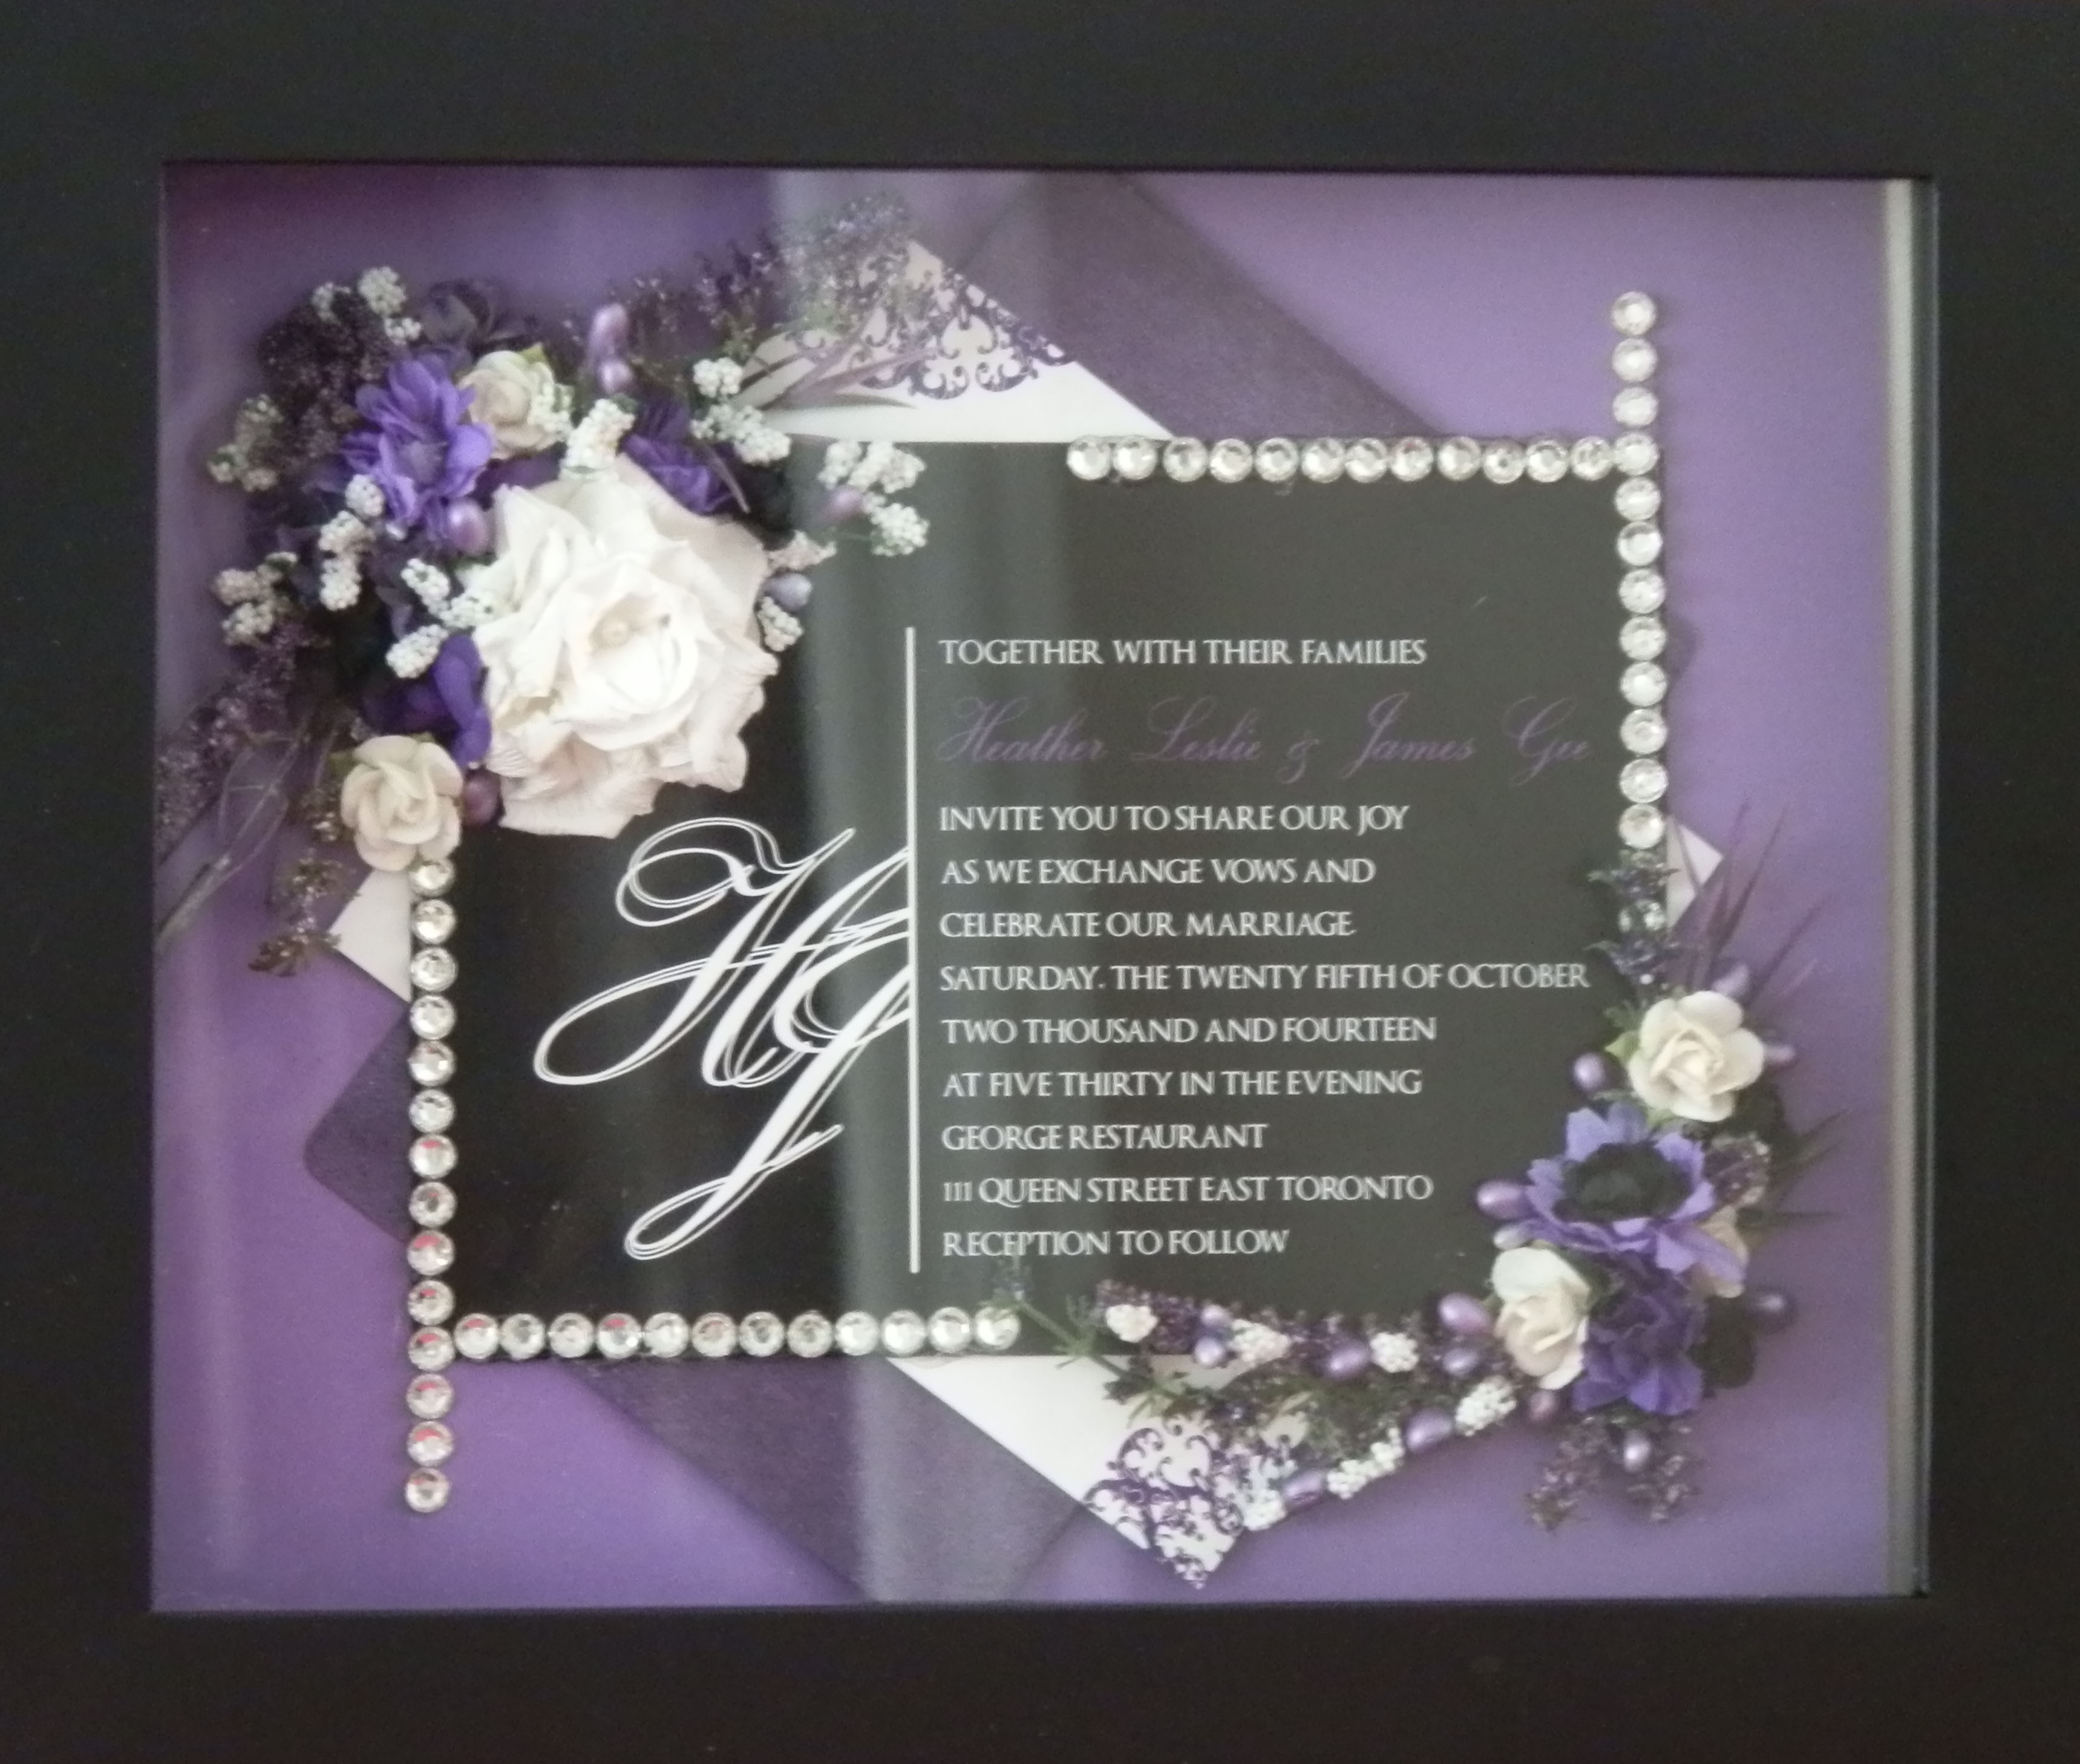 TOGETHER WITH THEIR FAMILIES
Heather Leslie & James Gee
INVITE YOU TO SHARE OUR JOY
AS WE EXCHANGE VOWS AND
CELEBRATE OUR MARRIAGE
SATURDAY. THE TWENTY FIFTH OF OCTOBER
TWO THOUSAND AND FOURTEEN
AT FIVE THIRTY IN THE EVENING
GEORGE RESTAURANT
111 QUEEN STREET EAST TORONTO
RECEPTION TO FOLLOW
HJ